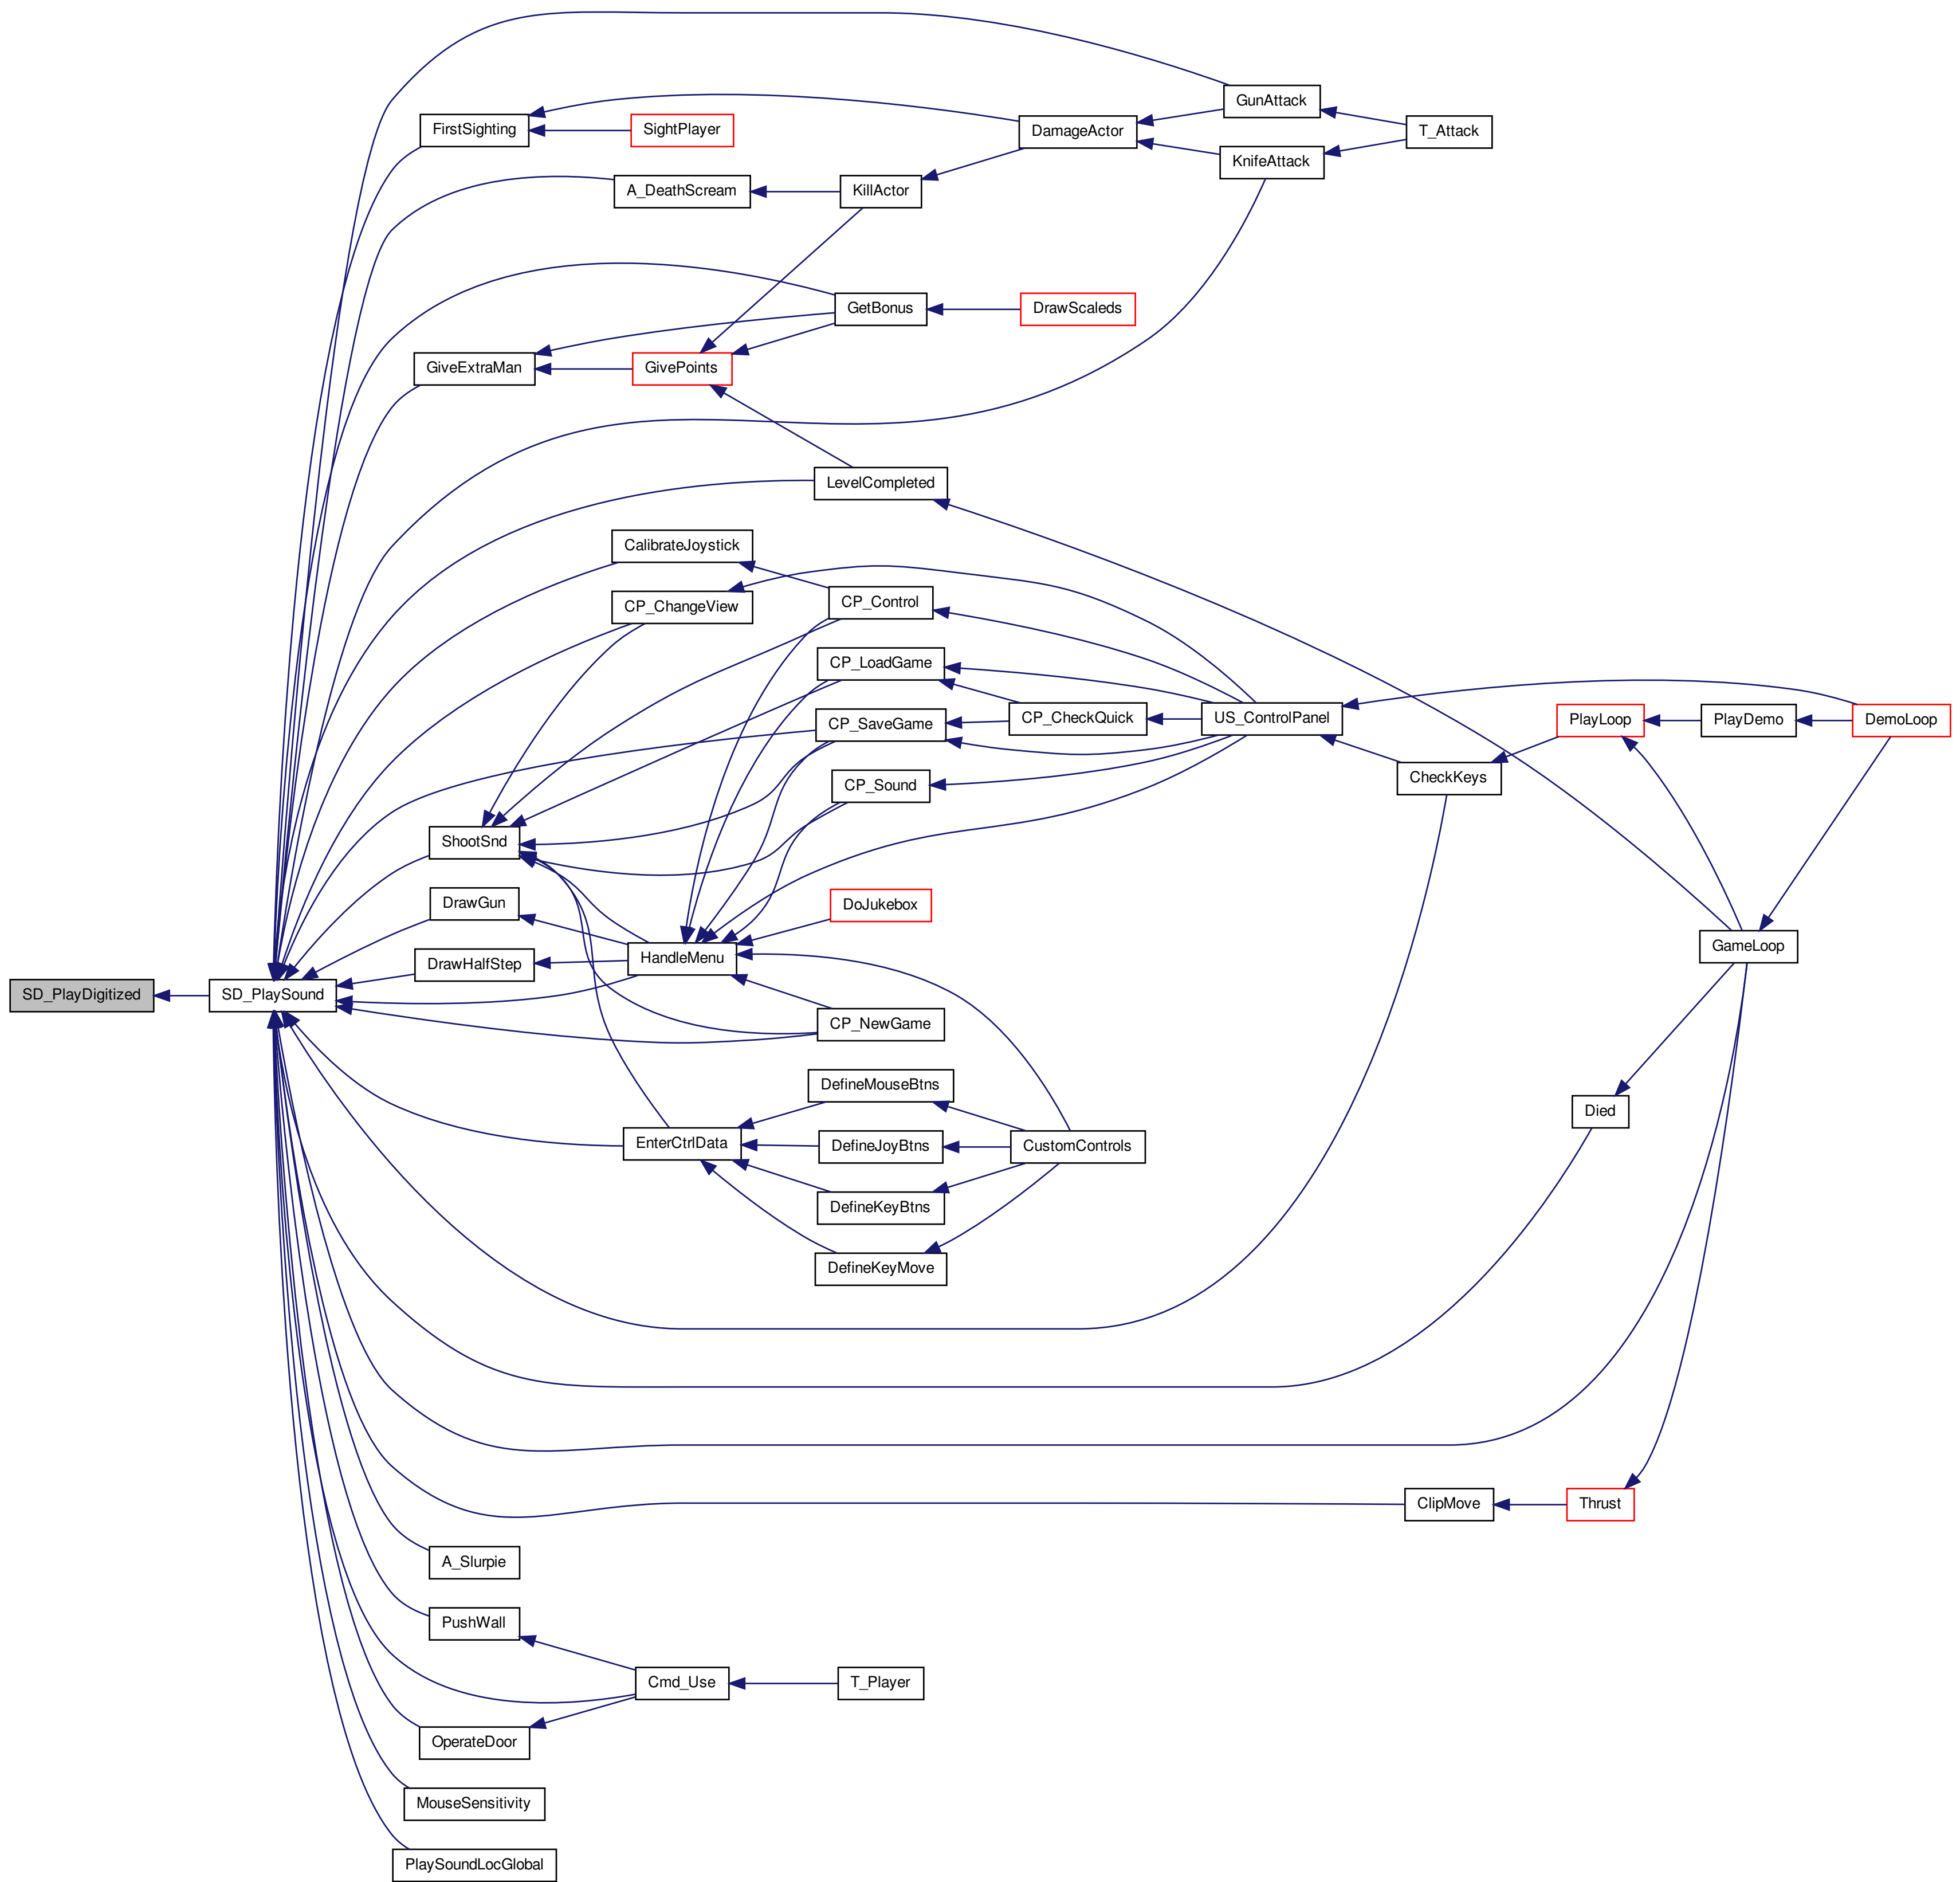 GunAttack
FirstSighting
SightPlayer
DamageActor
T_Attack
KnifeAttack
A_DeathScream
KillActor
GetBonus
DrawScaleds
GiveExtraMan
GivePoints
LevelCompleted
CalibrateJoystick
CP_ChangeView
CP_Control
CP_LoadGame
CP_SaveGame
CP_CheckQuick
US_ControlPanel
PlayLoop
PlayDemo
DemoLoop
CP_Sound
CheckKeys
ShootSnd
DrawGun
DoJukebox
DrawHalfStep
HandleMenu
GameLoop
SD_PlayDigitized
SD_PlaySound
CP_NewGame
DefineMouseBtns
Died
EnterCtrlData
DefineJoyBtns
CustomControls
DefineKeyBtns
DefineKeyMove
ClipMove
Thrust
A_Slurpie
PushWall
Cmd_Use
T_Player
OperateDoor
MouseSensitivity
PlaySoundLocGlobal